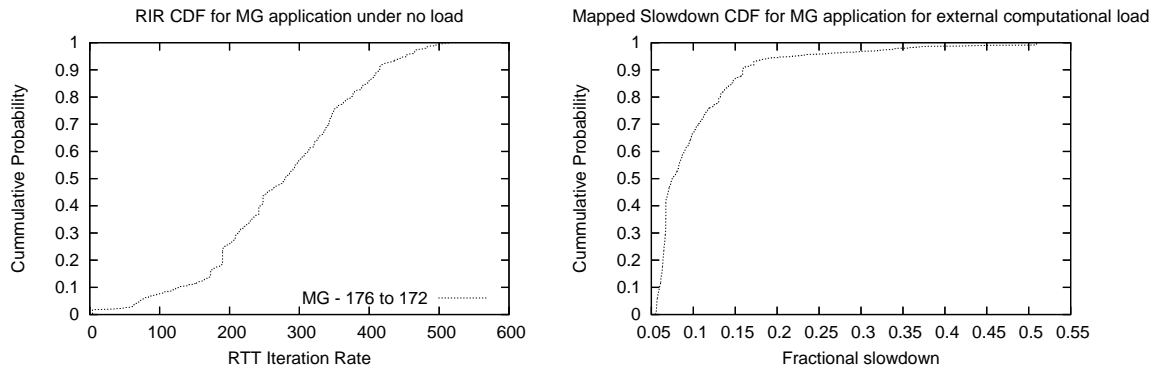 RIR CDF for MG application under no load
Cummulative Probability
1
0.9
0.8
0.7
0.6
0.5
0.4
0.3
0.2
0.1
0
MG - 176 to 172
0 100 200 300 400 500 600
RTT Iteration Rate
Mapped Slowdown CDF for MG application for external computational load
Cummulative Probability
1
0.9
0.8
0.7
0.6
0.5
0.4
0.3
0.2
0.1
0
0.05 0.1 0.15 0.2 0.25 0.3 0.35 0.4 0.45 0.5 0.55
Fractional slowdown